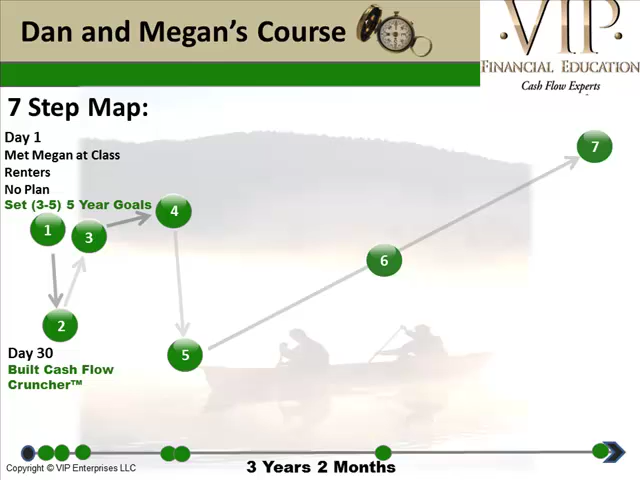 Dan and Megan's Course
VIP
FINANCIAL EDUCATION
Cash Flow Experts
7 Step Map:
Day 1
Met Megan at Class
Renters
No Plan
Set (3-5) 5 Year Goals
1
2
3
4
5
6
7
Day 30
Built Cash Flow
Cruncher™
Copyright © VIP Enterprises LLC
3 Years 2 Months